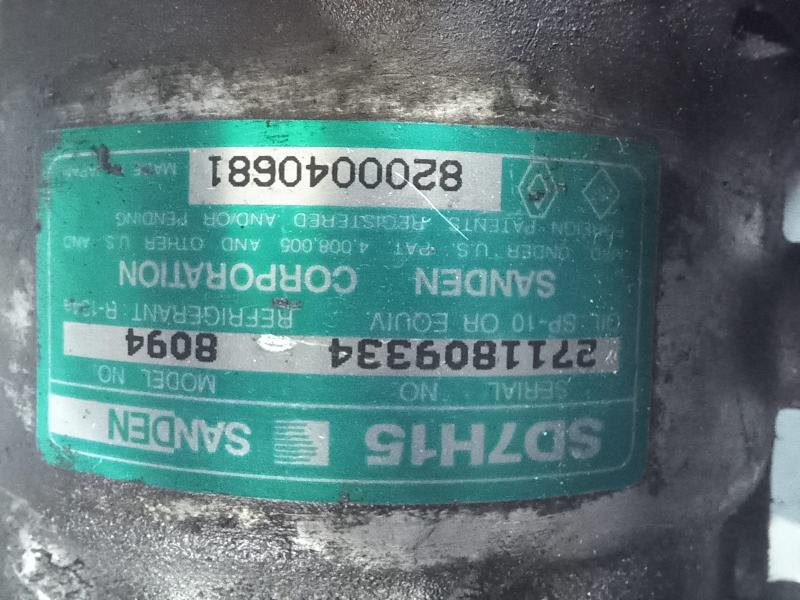 SD7H15 SANDEN
SERIAL NO. MODEL NO.
2711809334 8094
OIL SP-10 OR EQUIV REFRIGERANT R-134a
SANDEN CORPORATION
MFD UNDER U.S. PAT. 4,008,005 AND OTHER U.S. AND
FOREIGN PATENTS REGISTERED AND/OR PENDING
8200040681 MADE IN JAPAN